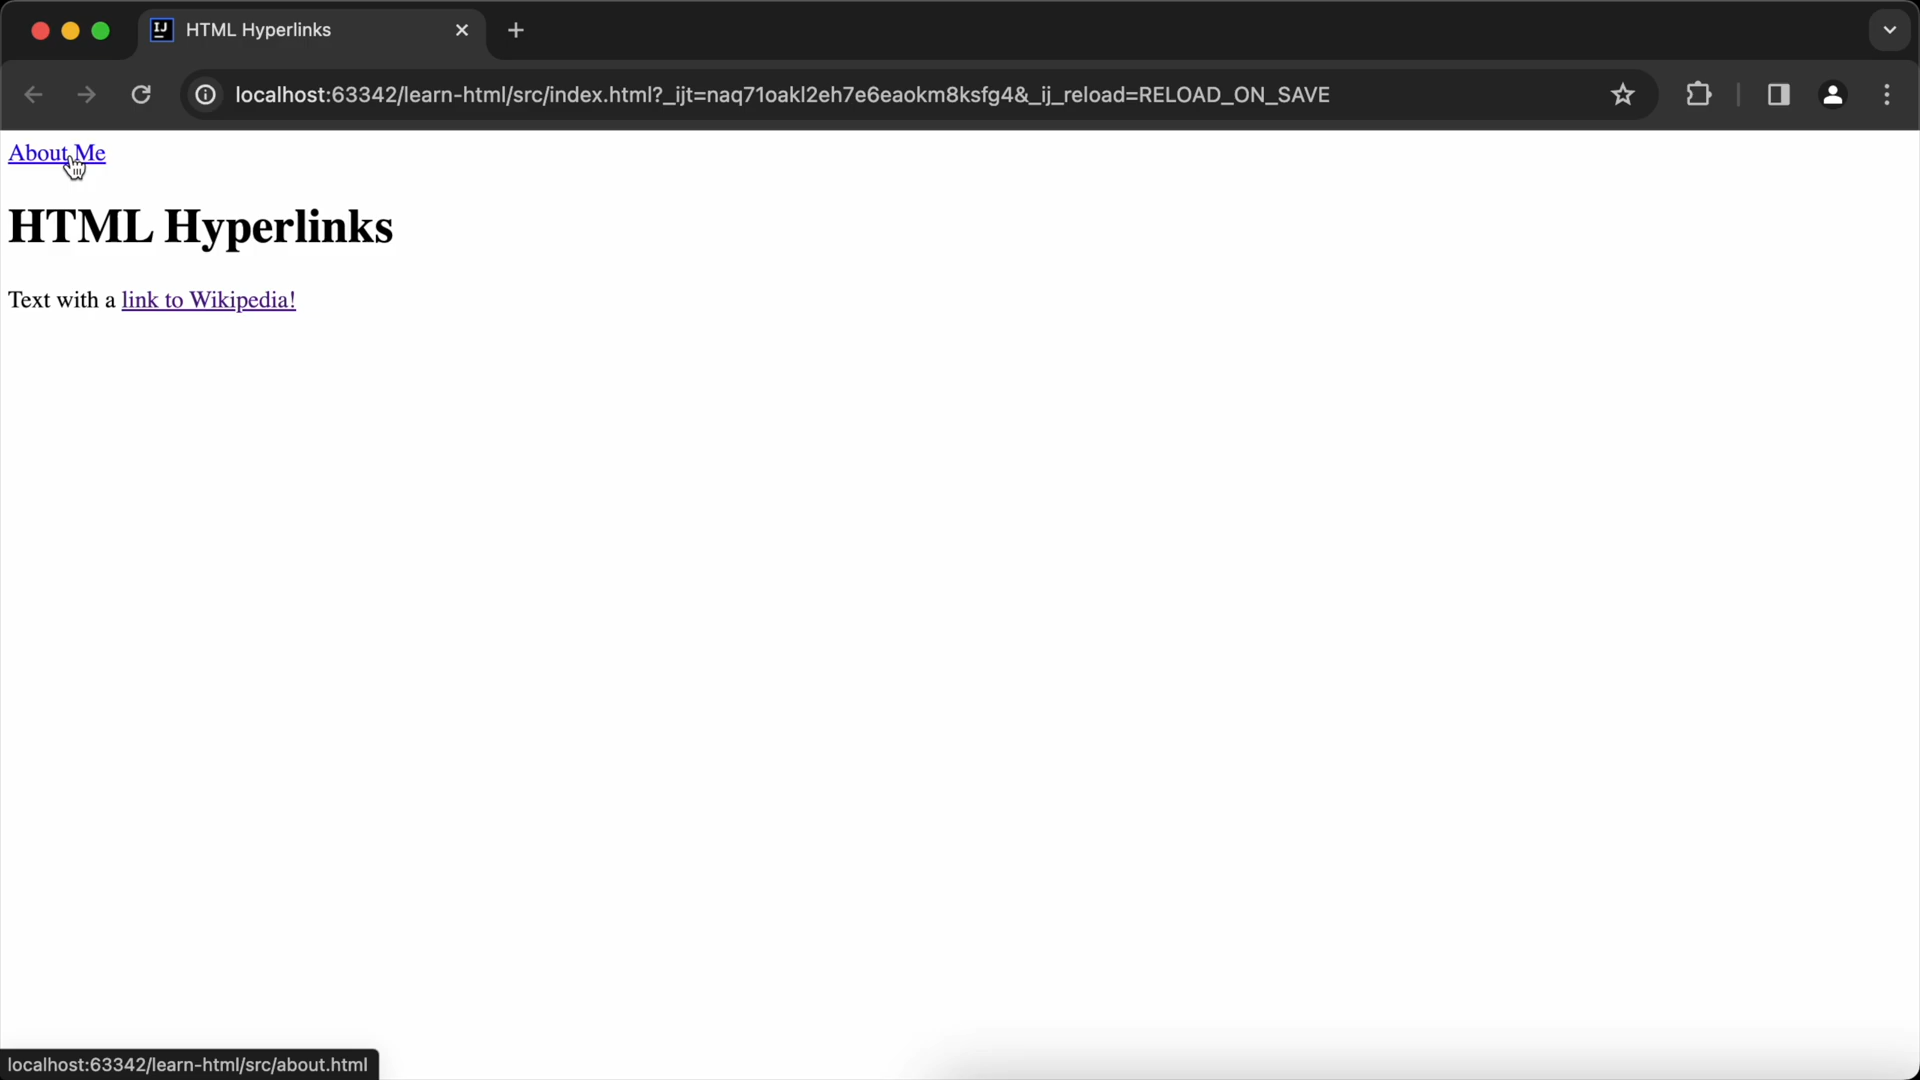 IJ HTML Hyperlinks
localhost:63342/learn-html/src/index.html?_ijt=naq71oakl2eh7e6eaokm8ksfg4&_ij_reload=RELOAD_ON_SAVE
About Me
HTML Hyperlinks
Text with a link to Wikipedia!
localhost:63342/learn-html/src/about.html